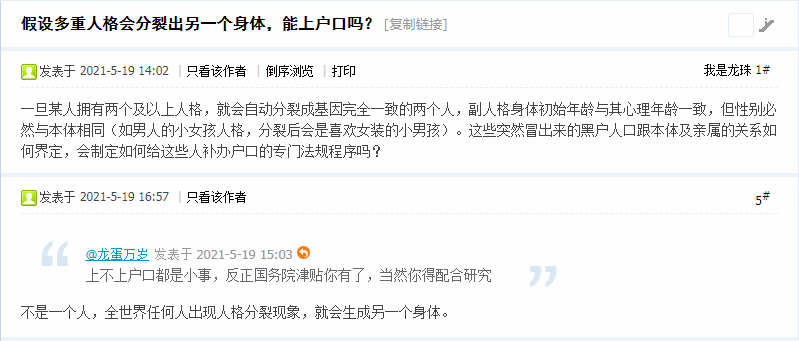 假设多重人格会分裂出另一个身体，能上户口吗？ [复制链接]
发表于 2021-5-19 14:02 |只看该作者 |倒序浏览 |打印 我是龙珠 1#
一旦某人拥有两个及以上人格，就会自动分裂成基因完全一致的两个人，副人格身体初始年龄与其心理年龄一致，但性别必
然与本体相同（如男人的小女孩人格，分裂后会是喜欢女装的小男孩）。这些突然冒出来的黑户人口跟本体及亲属的关系如
何界定，会制定如何给这些人补办户口的专门法规程序吗？
发表于 2021-5-19 16:57 |只看该作者 5#
@龙蛋万岁 发表于 2021-5-19 15:03
上不上户口都是小事，反正国务院津贴你有了，当然你得配合研究
不是一个人，全世界任何人出现人格分裂现象，就会生成另一个身体。